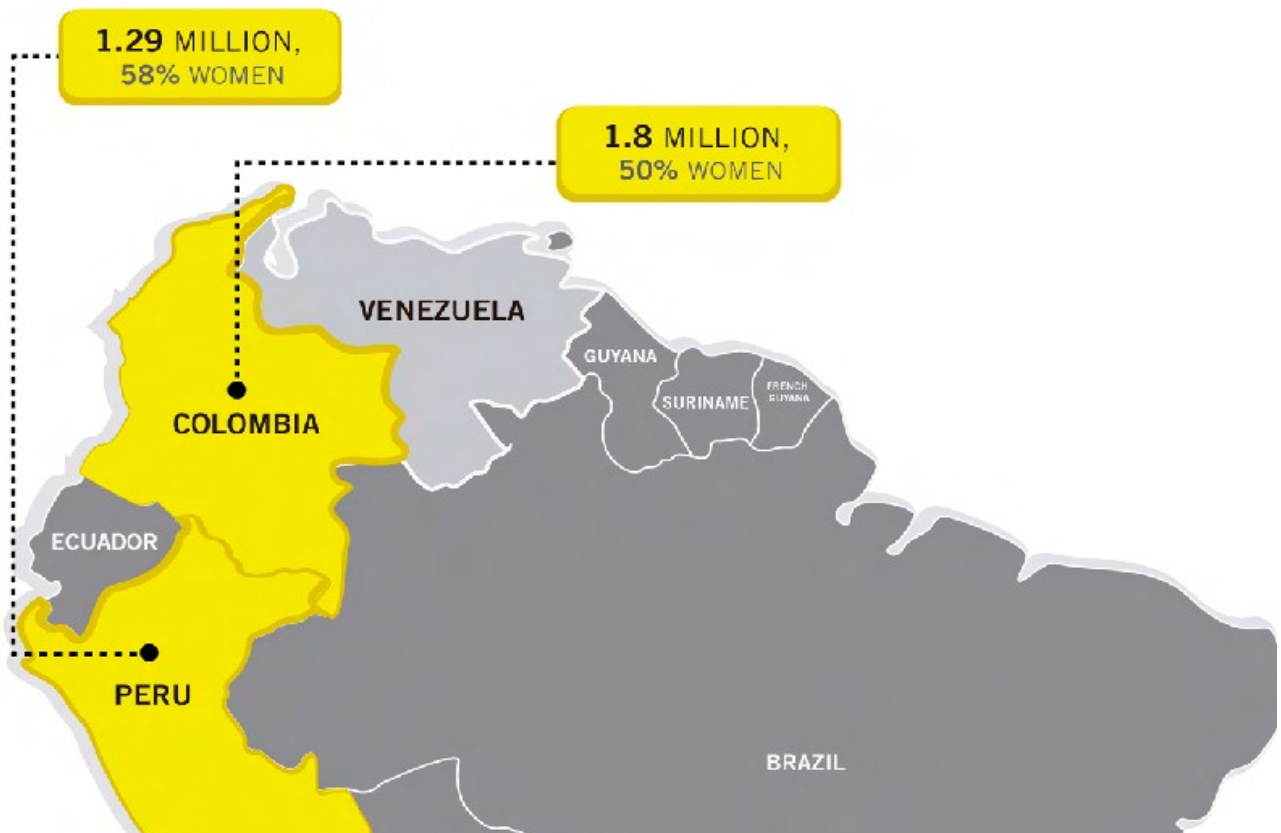 1.29 MILLION,
58% WOMEN
1.8 MILLION,
50% WOMEN
VENEZUELA
GUYANA
SURINAME
FRENCH
GUYANA
COLOMBIA
ECUADOR
PERU
BRAZIL